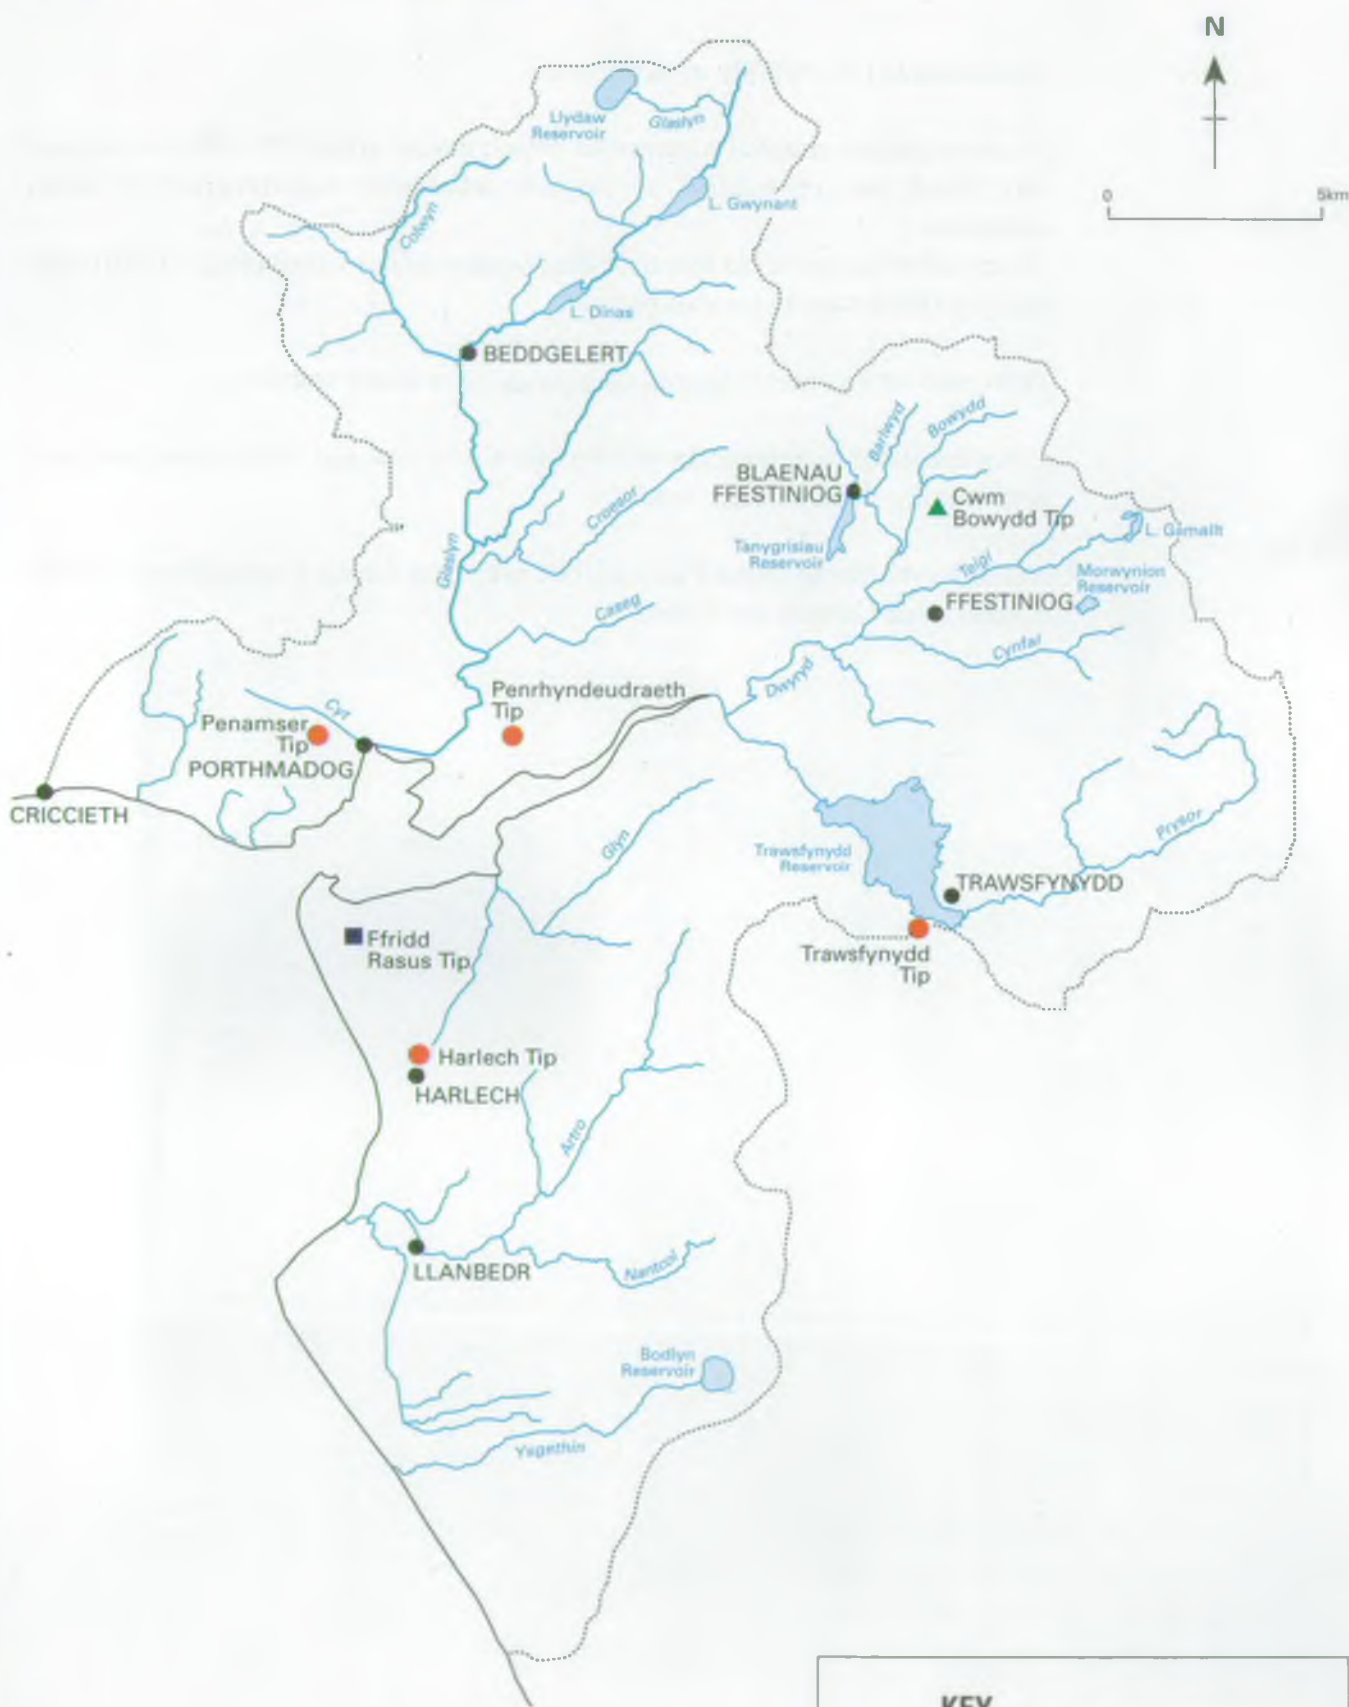 N
0 5km
Llydaw
Reservoir
Glaslyn
L. Gwynant
Colwyn
L. Dinas
BEDDGELERT
Barlwyd
Bowydd
BLAENAU
FFESTINIOG
Cwm
Bowydd Tip
Croesor
L. Gamallt
Tanygrisiau
Reservoir
Teigl
Morwynion
Reservoir
Glaslyn
FFESTINIOG
Caseg
Cynfal
Dwyryd
Penrhyndeudraeth
Tip
Cyt
Penamser
Tip
PORTHMADOG
CRICCIETH
Glyn
Prysor
Trawsfynydd
Reservoir
TRAWSFYNYDD
Ffridd
Rasus Tip
Trawsfynydd
Tip
Harlech Tip
HARLECH
Artro
LLANBEDR
Nantcol
Bodlyn
Reservoir
Ysgethin
KEY